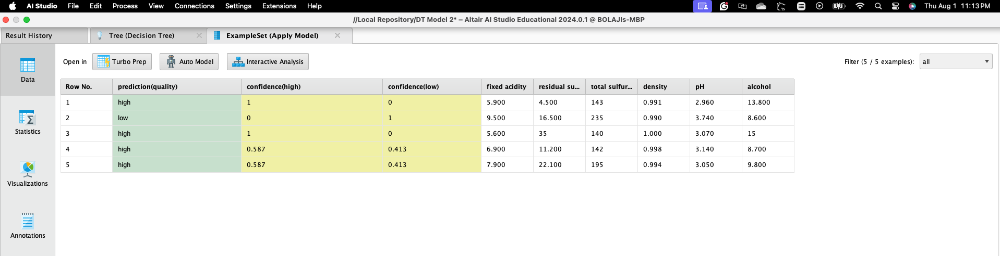 AI Studio File Edit Process View Connections Settings Extensions Help Thu Aug 1 11:13 PM
//Local Repository/DT Model 2* – Altair AI Studio Educational 2024.0.1 @ BOLAJIs-MBP
Result History Tree (Decision Tree) ExampleSet (Apply Model)
Open in Turbo Prep Auto Model Interactive Analysis Filter (5 / 5 examples): all
Data
Statistics
Visualizations
Annotations
Row No. prediction(quality) confidence(high) confidence(low) fixed acidity residual su... total sulfur... density pH alcohol
1 high 1 0 5.900 4.500 143 0.991 2.960 13.800
2 low 0 1 9.500 16.500 235 0.990 3.740 8.600
3 high 1 0 5.600 35 140 1.000 3.070 15
4 high 0.587 0.413 6.900 11.200 142 0.998 3.140 8.700
5 high 0.587 0.413 7.900 22.100 195 0.994 3.050 9.800